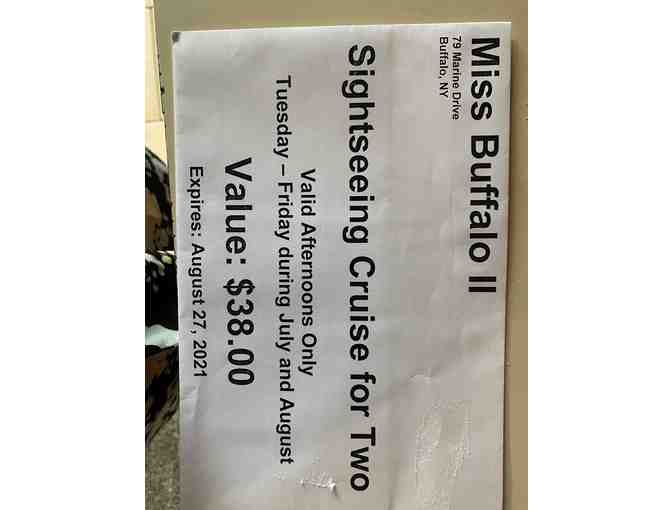 Miss Buffalo II
79 Marine Drive
Buffalo, NY
Sightseeing Cruise for Two
Valid Afternoons Only
Tuesday – Friday during July and August
Value: $38.00
Expires: August 27, 2021